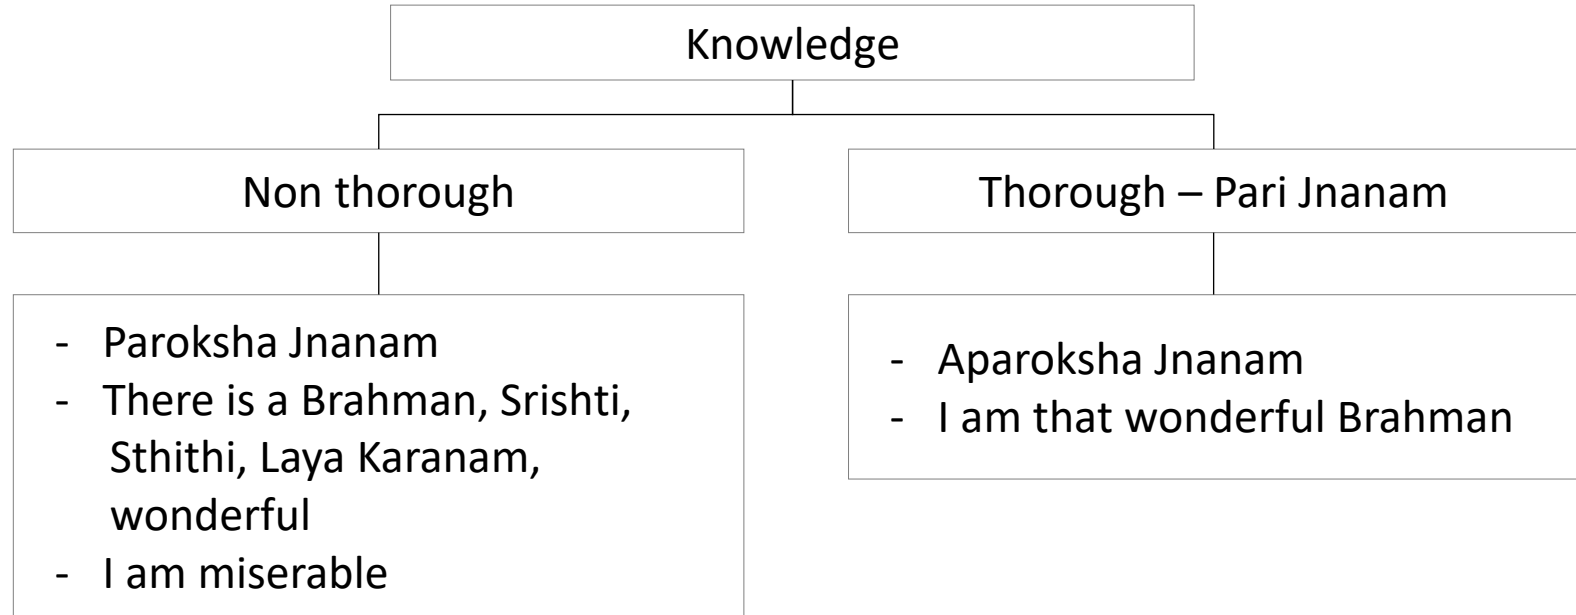 Knowledge
Non thorough
Thorough – Pari Jnanam
- Paroksha Jnanam
- There is a Brahman, Srishti,
Sthithi, Laya Karanam,
wonderful
- I am miserable
- Aparoksha Jnanam
- I am that wonderful Brahman